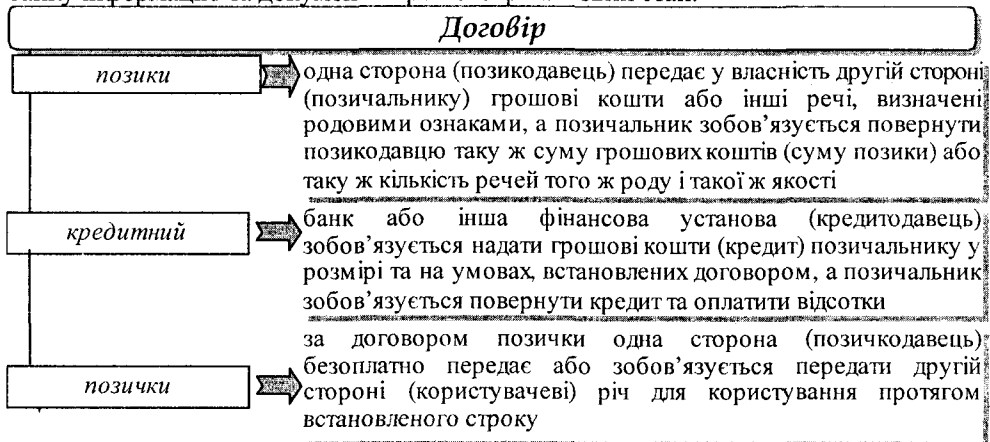 Договір
позики
одна сторона (позикодавець) передає у власність другій стороні
(позичальнику) грошові кошти або інші речі, визначені
родовими ознаками, а позичальник зобов’язується повернути
позикодавцю таку ж суму грошових коштів (суму позики) або
таку ж кількість речей того ж роду і такої ж якості
кредитний
банк або інша фінансова установа (кредитодавець)
зобов’язується надати грошові кошти (кредит) позичальнику у
розмірі та на умовах, встановлених договором, а позичальник
зобов’язується повернути кредит та оплатити відсотки
позички
за договором позички одна сторона (позичкодавець)
безоплатно передає або зобов’язується передати другій
стороні (користувачеві) річ для користування протягом
встановленого строку